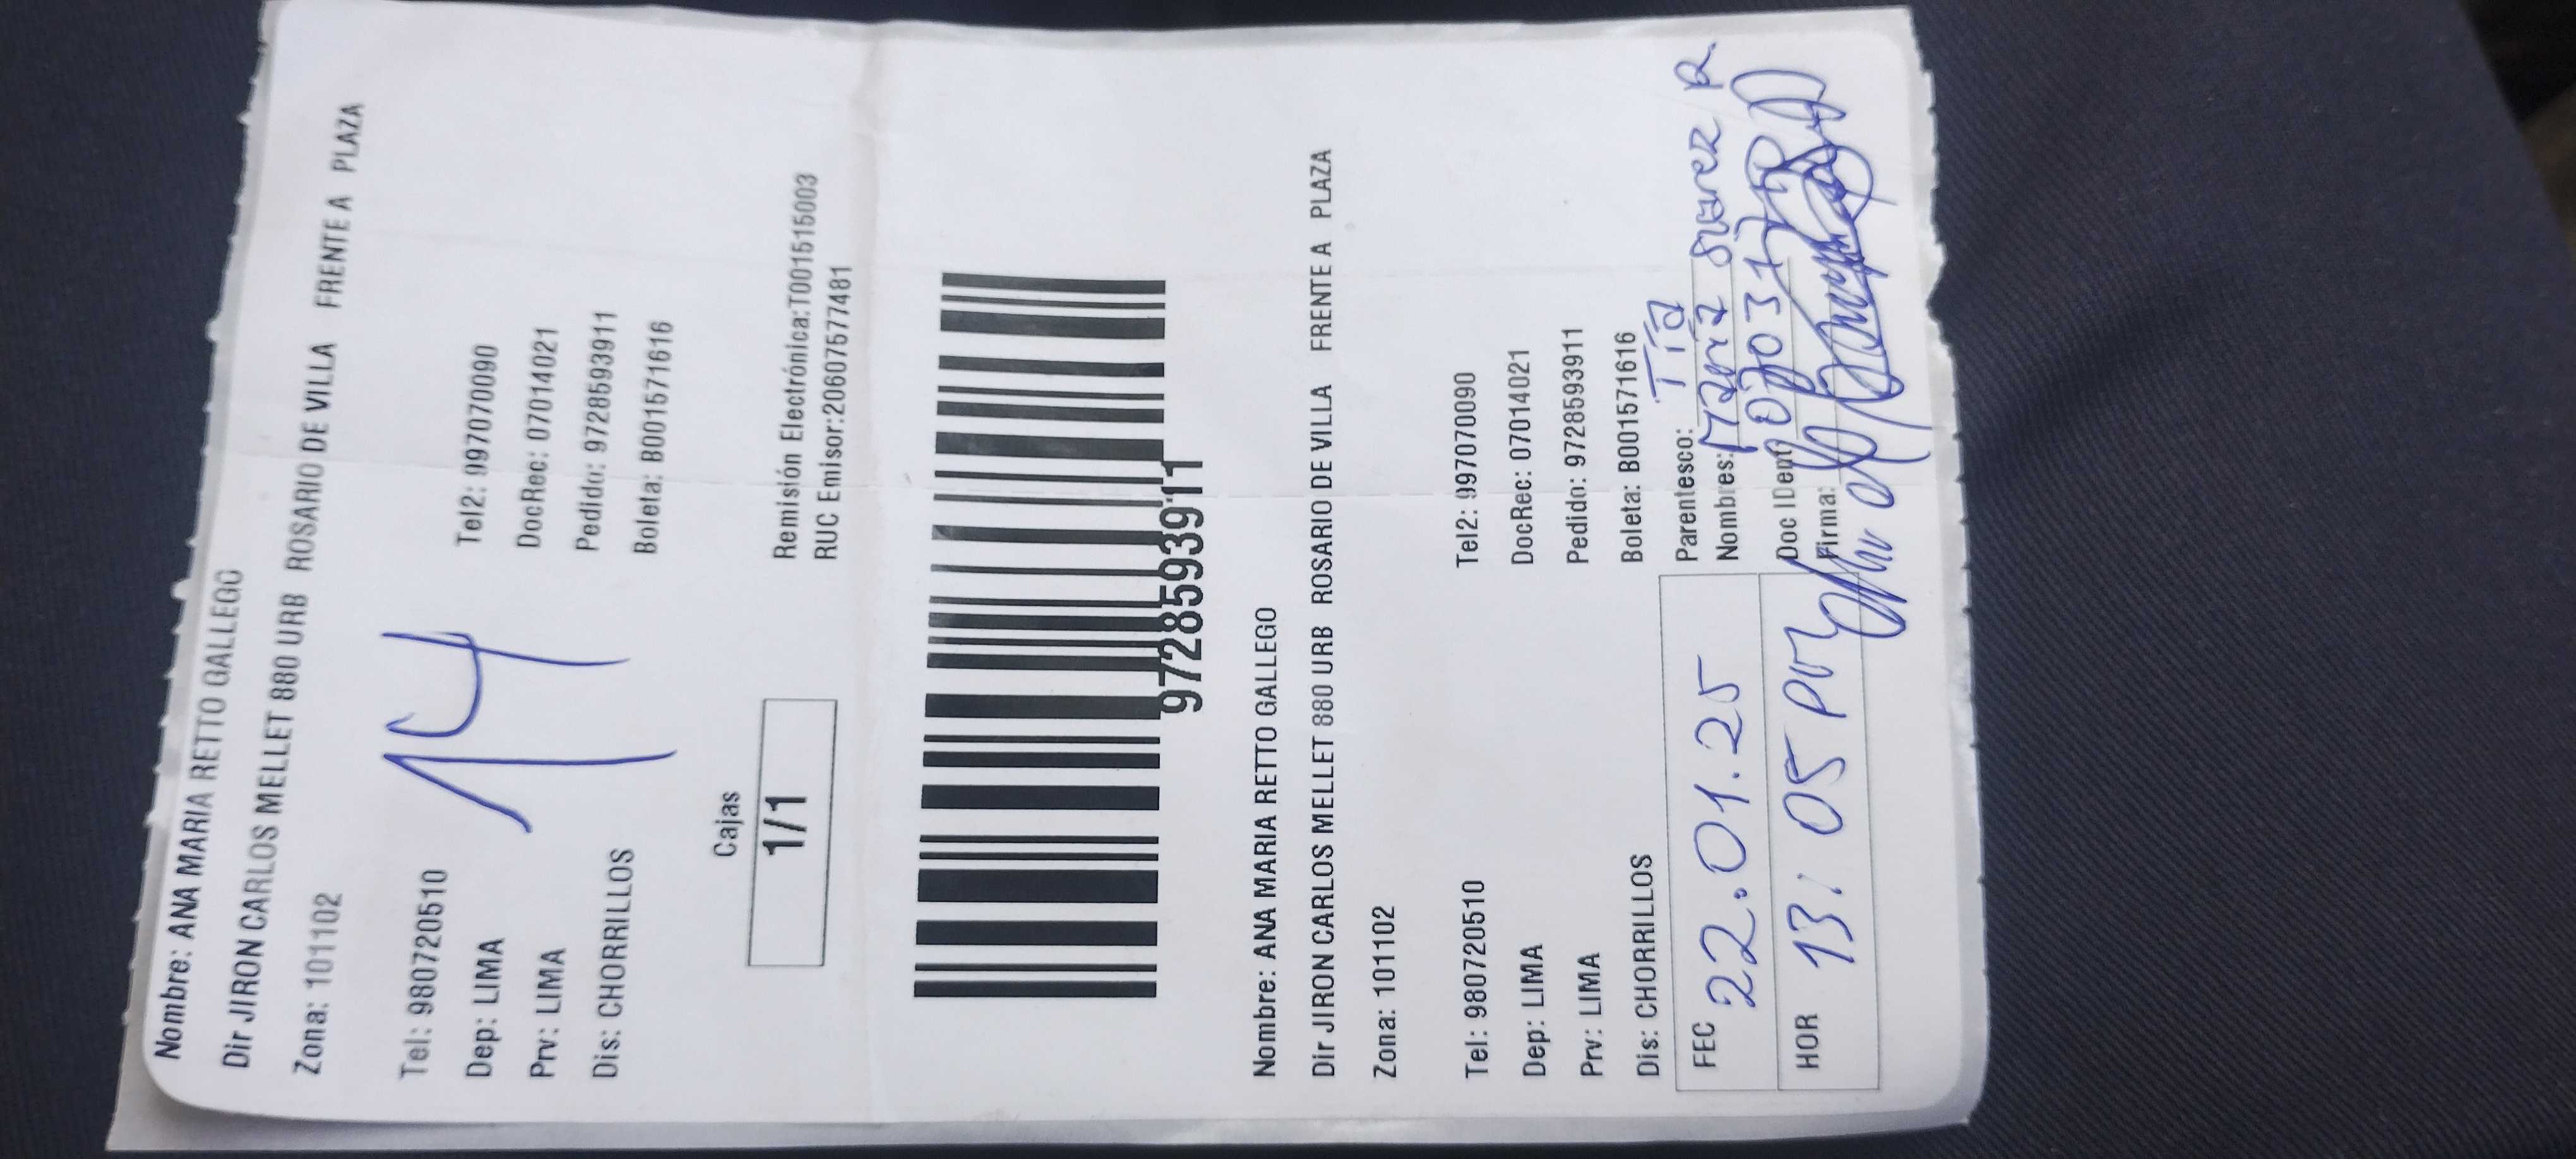 Nombre: ANA MARIA RETTO GALLEGO
Dir JIRON CARLOS MELLET 880 URB ROSARIO DE VILLA FRENTE A PLAZA
Zona: 101102
14
Tel: 980720510 Tel2: 997070090
Dep: LIMA DocRec: 07014021
Prv: LIMA Pedido: 9728593911
Dis: CHORRILLOS Boleta: B001571616
Cajas
1/1
Remisión Electrónica:T001515003
RUC Emisor:20607577481
9728593911
Nombre: ANA MARIA RETTO GALLEGO
Dir JIRON CARLOS MELLET 880 URB ROSARIO DE VILLA FRENTE A PLAZA
Zona: 101102
Tel: 980720510 Tel2: 997070090
Dep: LIMA DocRec: 07014021
Prv: LIMA Pedido: 9728593911
Dis: CHORRILLOS Boleta: B001571616
FEC 22.01.25 Parentesco: Tía
Nombres: María Suarez R.
HOR 13:05 pm Doc IDent
Firma: